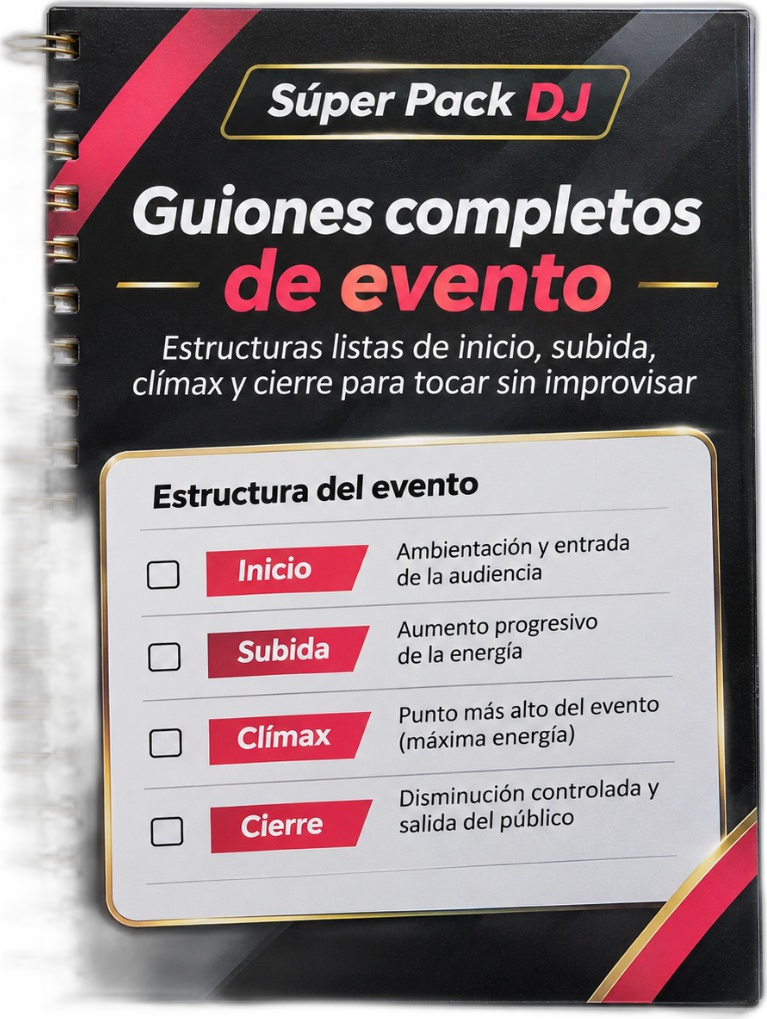 Súper Pack DJ
Guiones completos
de evento
Estructuras listas de inicio, subida,
clímax y cierre para tocar sin improvisar
Estructura del evento
Inicio
Ambientación y entrada
de la audiencia
Subida
Aumento progresivo
de la energía
Clímax
Punto más alto del evento
(máxima energía)
Cierre
Disminución controlada y
salida del público